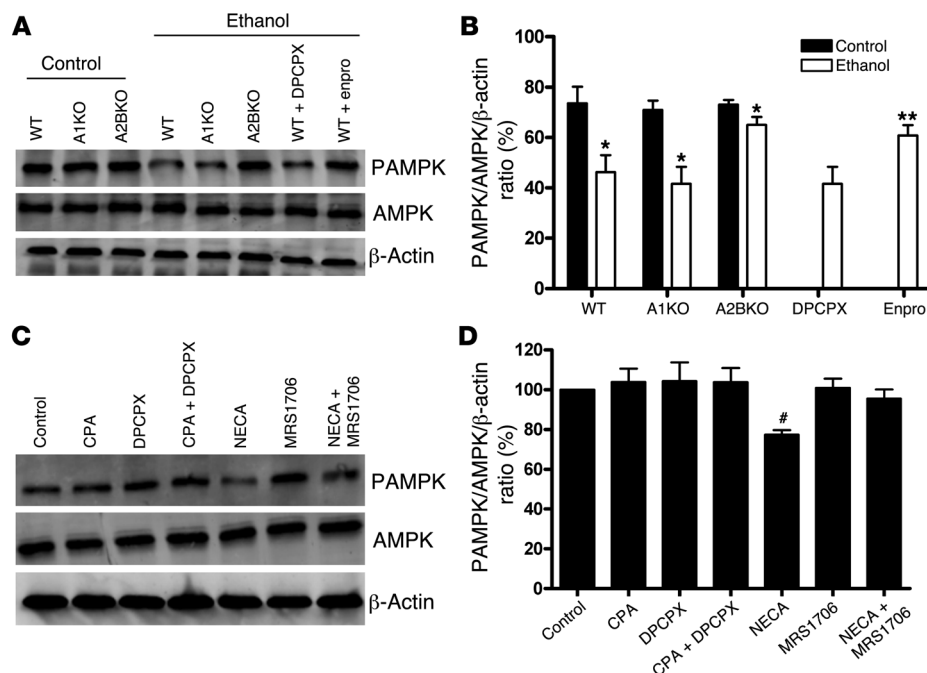 A
Ethanol
Control
WT
A1KO
A2BKO
WT
A1KO
A2BKO
WT + DPCPX
WT + enpro
PAMPK
AMPK
β-Actin
B
PAMPK/AMPK/β-actin
ratio (%)
100
80
60
40
20
0
Control
Ethanol
*
*
*
**
WT
A1KO
A2BKO
DPCPX
Enpro
C
Control
CPA
DPCPX
CPA + DPCPX
NECA
MRS1706
NECA +
MRS1706
PAMPK
AMPK
β-Actin
D
PAMPK/AMPK/β-actin
ratio (%)
120
100
80
60
40
20
0
#
Control
CPA
DPCPX
CPA + DPCPX
NECA
MRS1706
NECA +
MRS1706